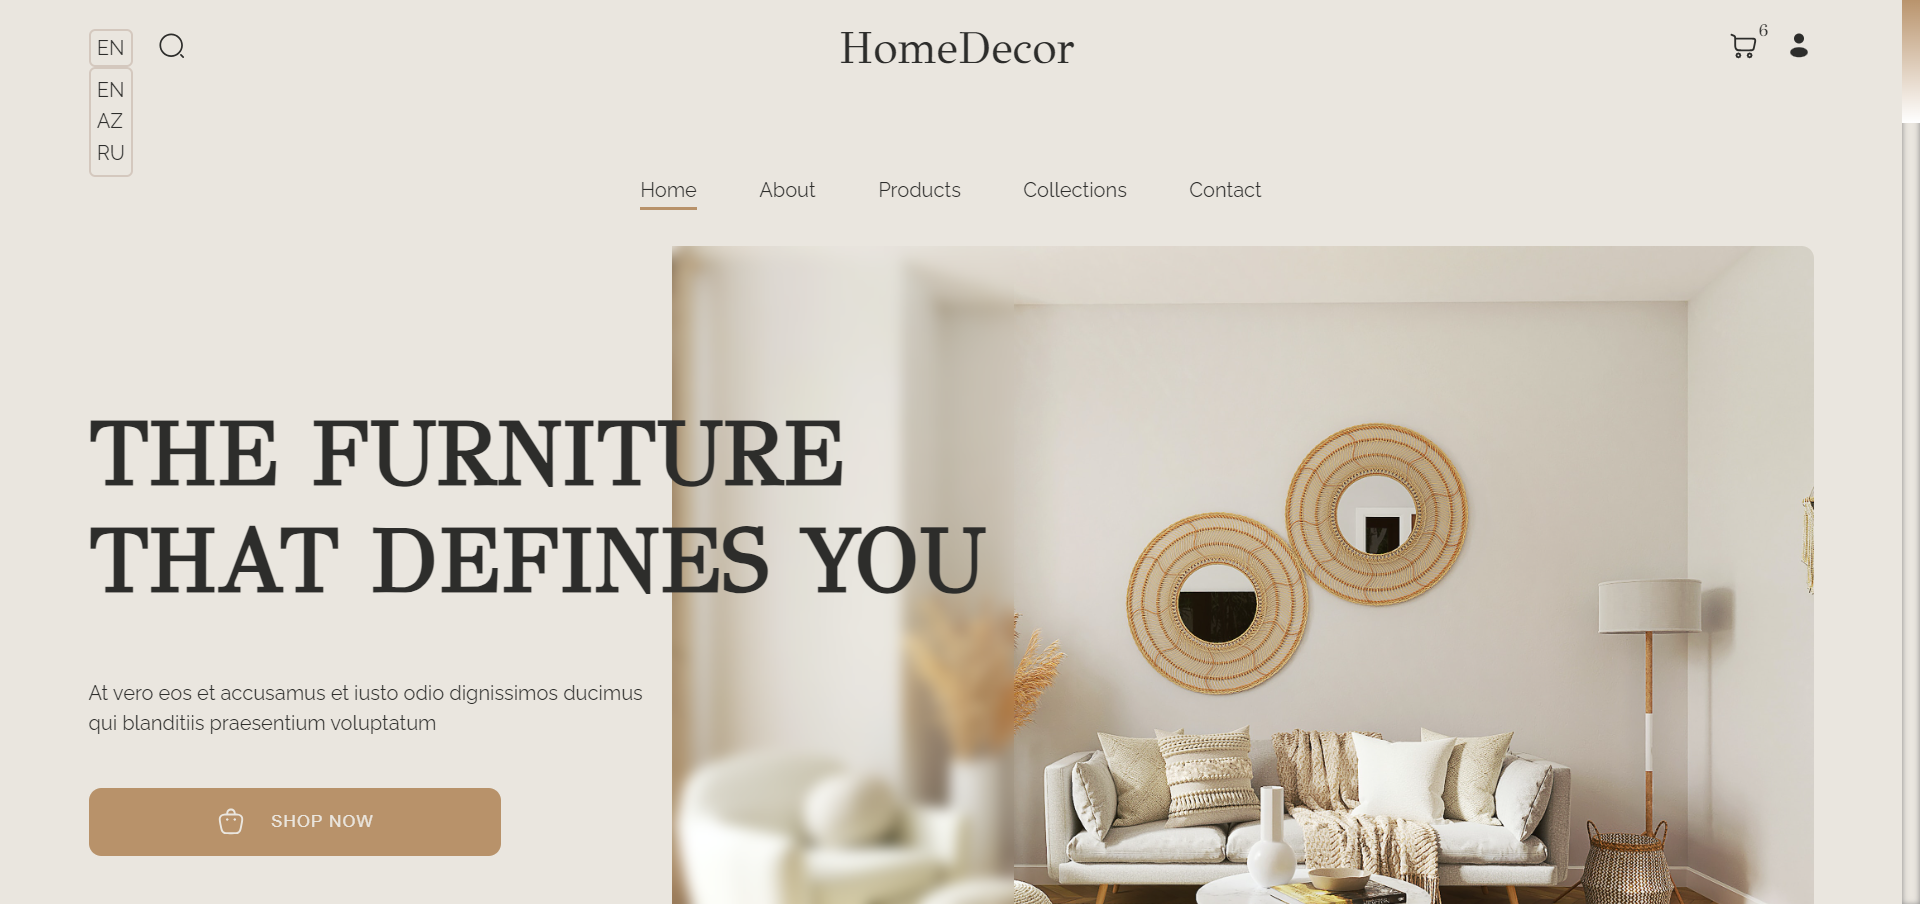 EN
HomeDecor
6
EN
AZ
RU
Home About Products Collections Contact
THE FURNITURE
THAT DEFINES YOU
At vero eos et accusamus et iusto odio dignissimos ducimus
qui blanditiis praesentium voluptatum
SHOP NOW